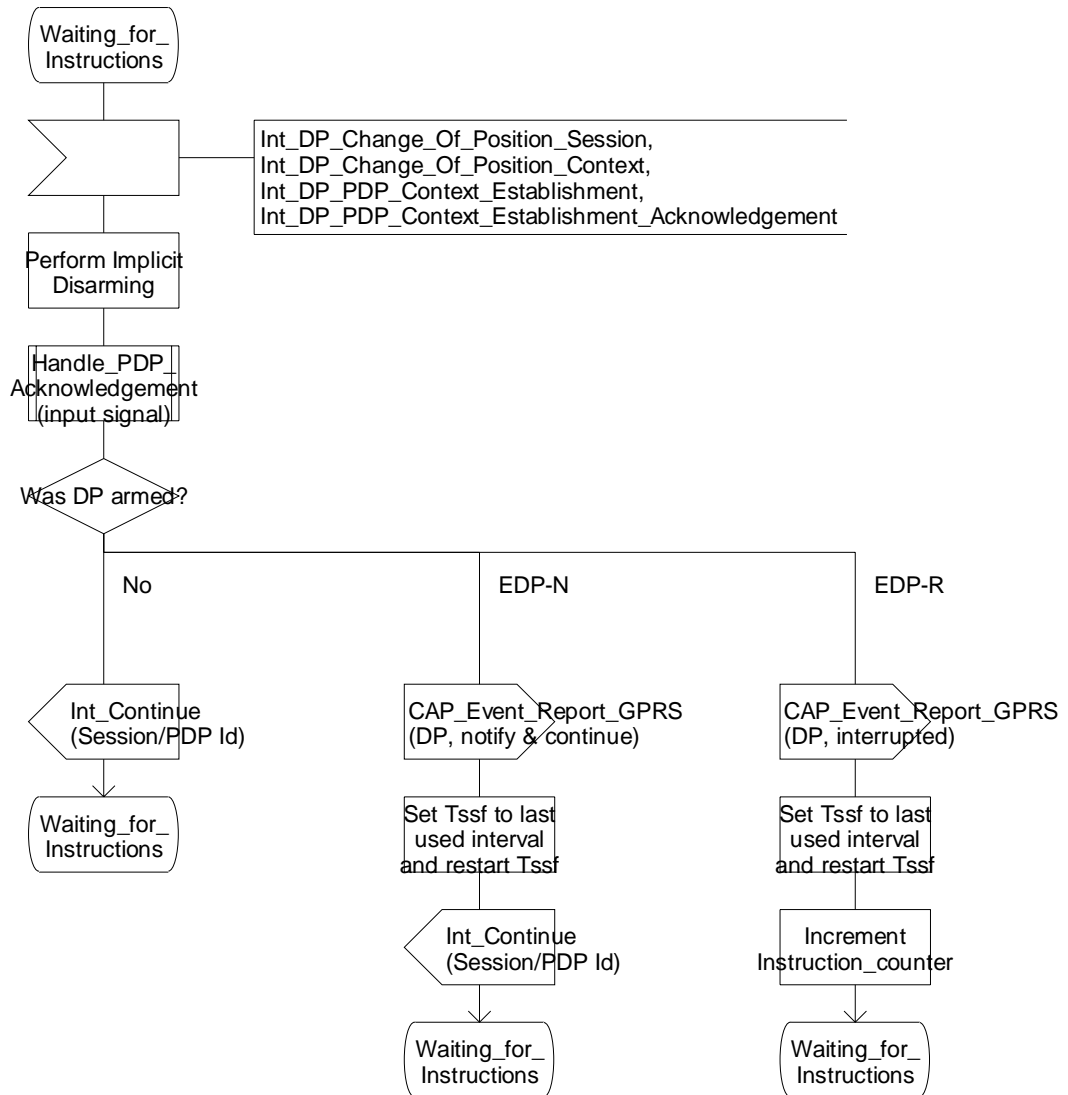 Waiting_for_
Instructions
Int_DP_Change_Of_Position_Session,
Int_DP_Change_Of_Position_Context,
Int_DP_PDP_Context_Establishment,
Int_DP_PDP_Context_Establishment_Acknowledgement
Perform Implicit
Disarming
Handle_PDP_
Acknowledgement
(input signal)
Was DP armed?
No
EDP-N
EDP-R
Int_Continue
(Session/PDP Id)
CAP_Event_Report_GPRS
(DP, notify & continue)
CAP_Event_Report_GPRS
(DP, interrupted)
Waiting_for_
Instructions
Set Tssf to last
used interval
and restart Tssf
Set Tssf to last
used interval
and restart Tssf
Int_Continue
(Session/PDP Id)
Increment
Instruction_counter
Waiting_for_
Instructions
Waiting_for_
Instructions